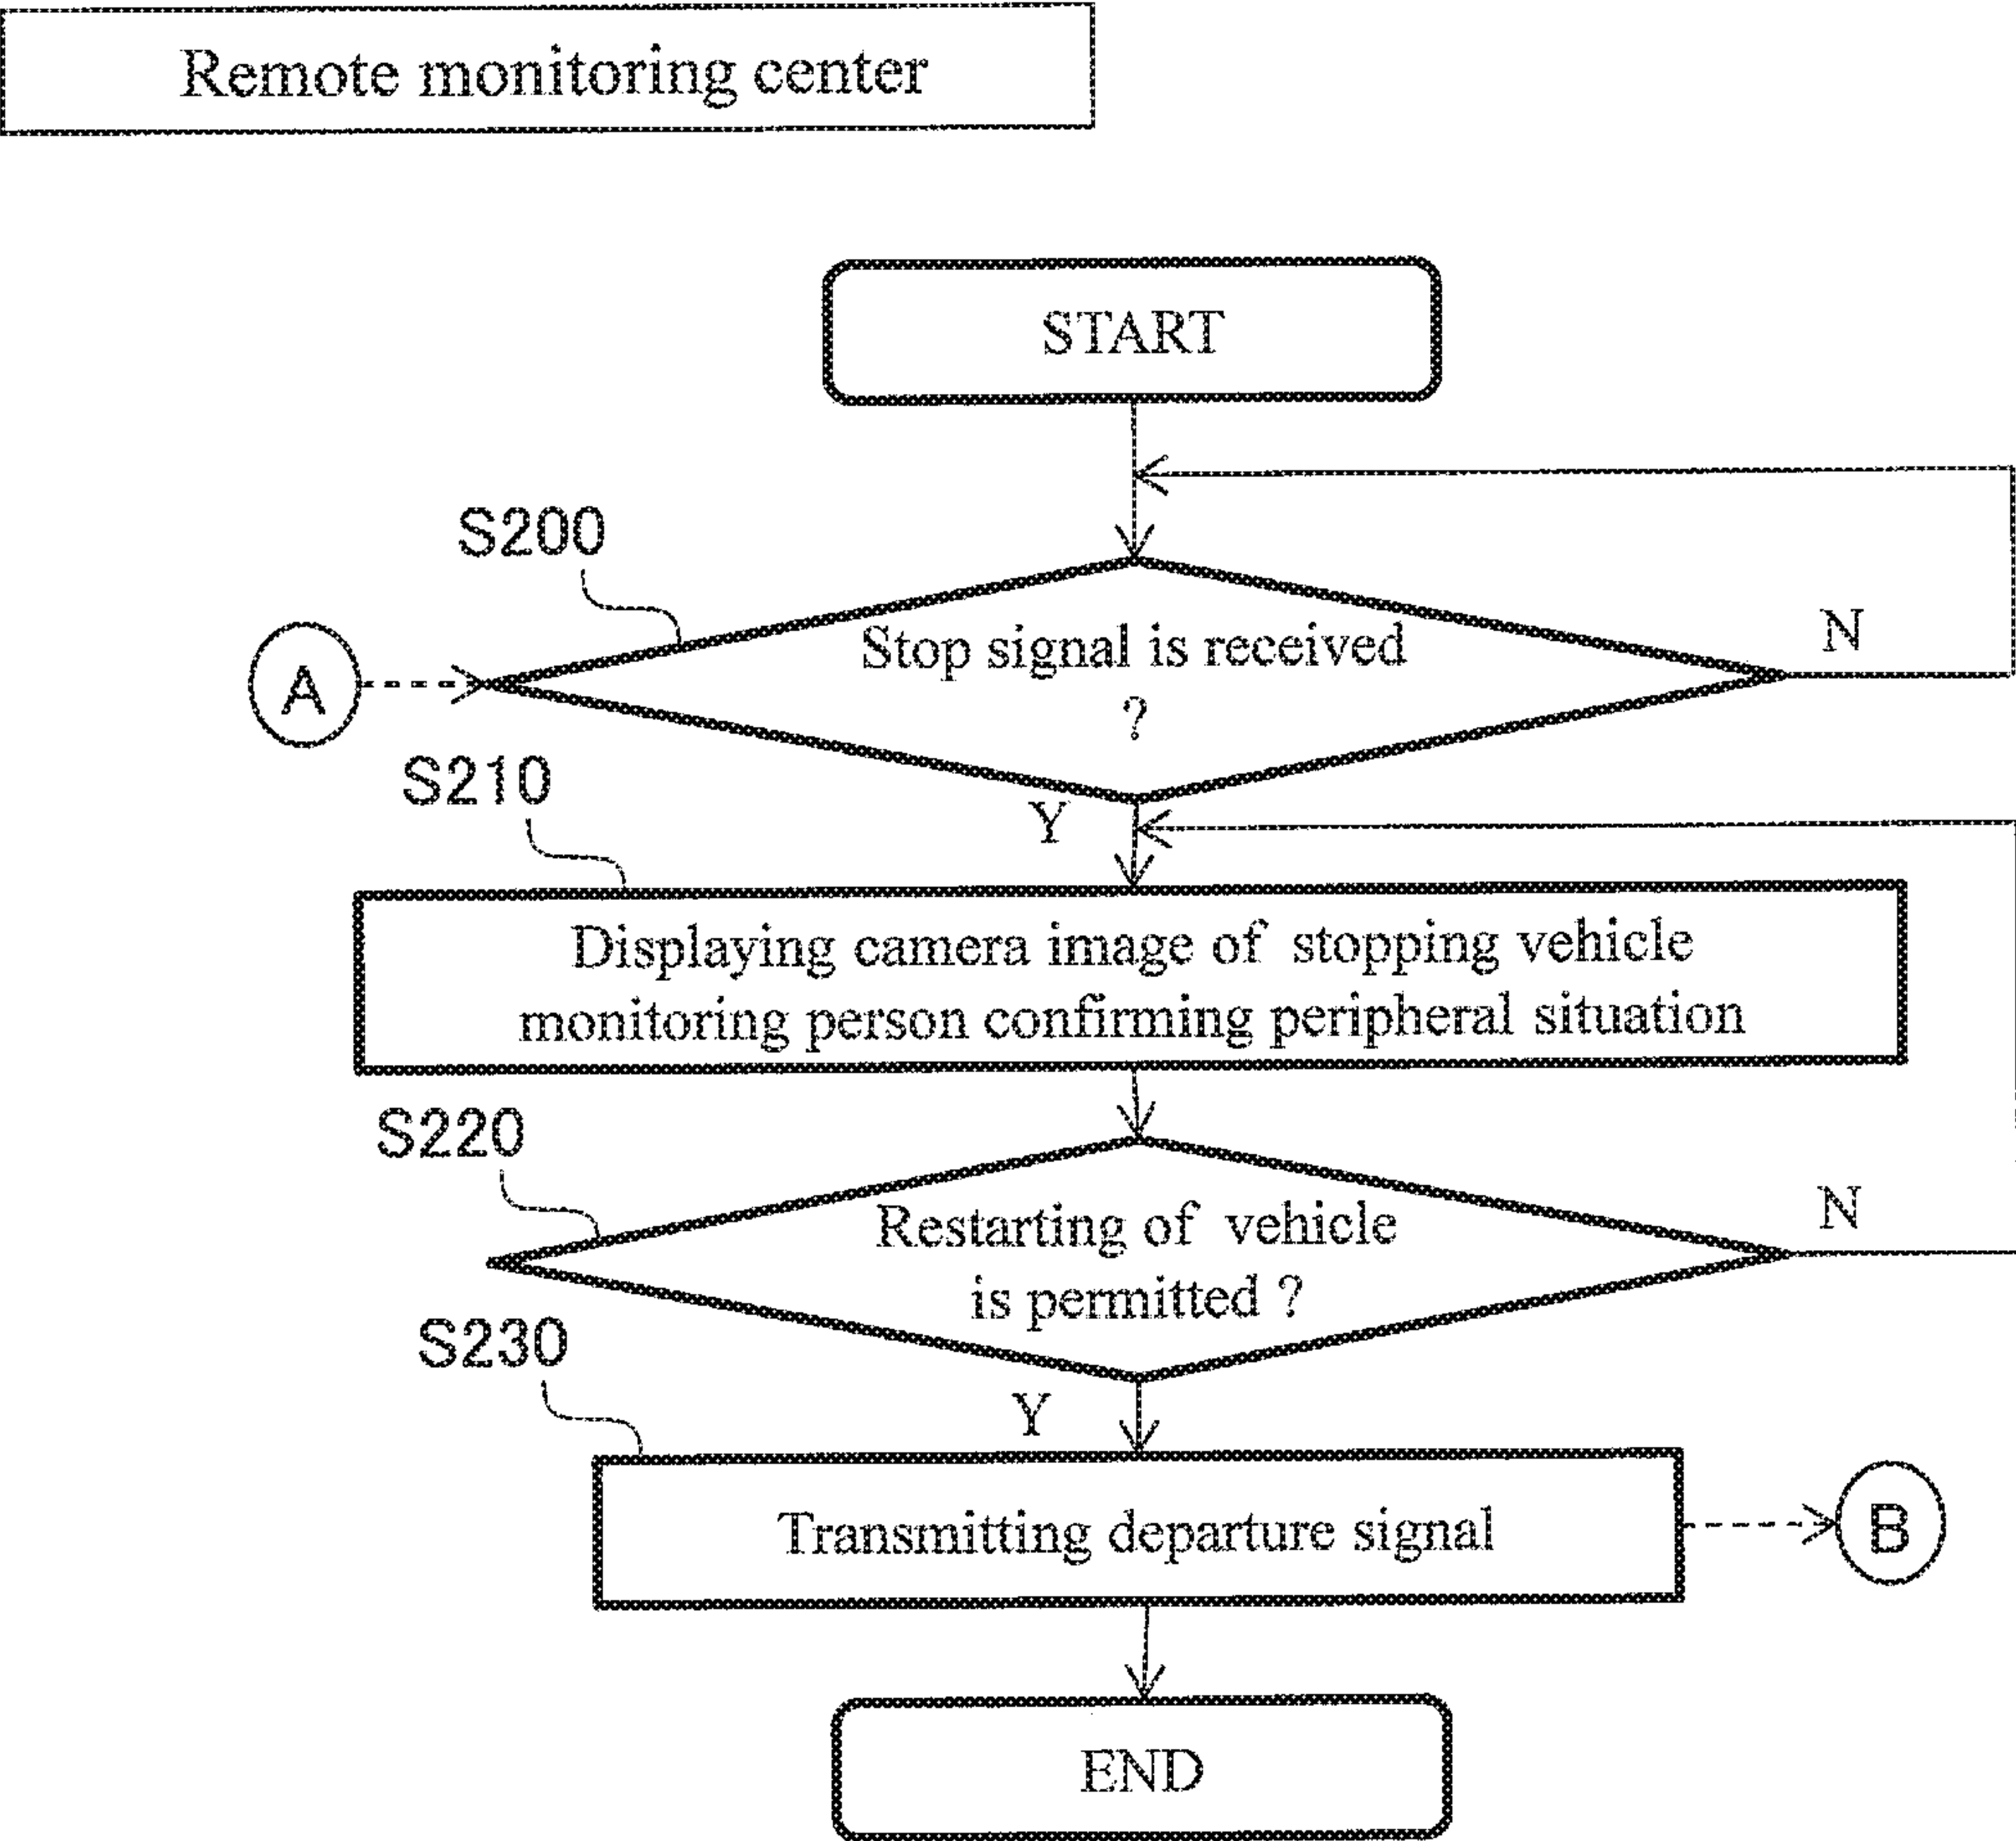 Remote monitoring center
START
S200
Stop signal is received
?
N
A
Y
S210
Displaying camera image of stopping vehicle
monitoring person confirming peripheral situation
S220
Restarting of vehicle
is permitted ?
N
Y
S230
Transmitting departure signal
B
END